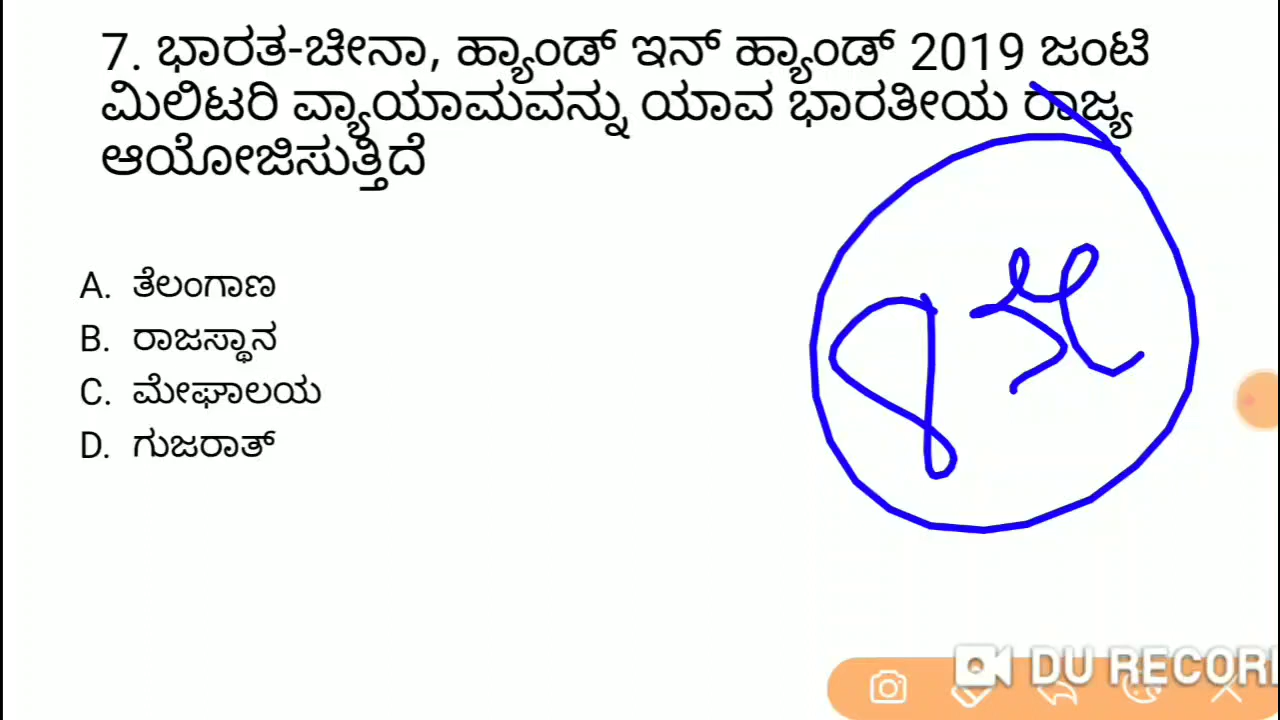 7. ಭಾರತ-ಚೀನಾ, ಹ್ಯಾಂಡ್ ಇನ್ ಹ್ಯಾಂಡ್ 2019 ಜಂಟಿ
ಮಿಲಿಟರಿ ವ್ಯಾಯಾಮವನ್ನು ಯಾವ ಭಾರತೀಯ ರಾಜ್ಯ
ಆಯೋಜಿಸುತ್ತಿದೆ
A. ತೆಲಂಗಾಣ
B. ರಾಜಸ್ಥಾನ
C. ಮೇಘಾಲಯ
D. ಗುಜರಾತ್
DU RECOR